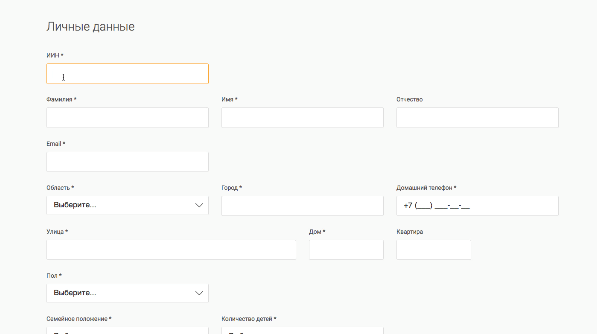 Личные данные
ИИН *
Фамилия * Имя * Отчество
Email *
Область * Город * Домашний телефон *
Выберите... +7 (___) ___-__-__
Улица * Дом * Квартира
Пол *
Выберите...
Семейное положение * Количество детей *